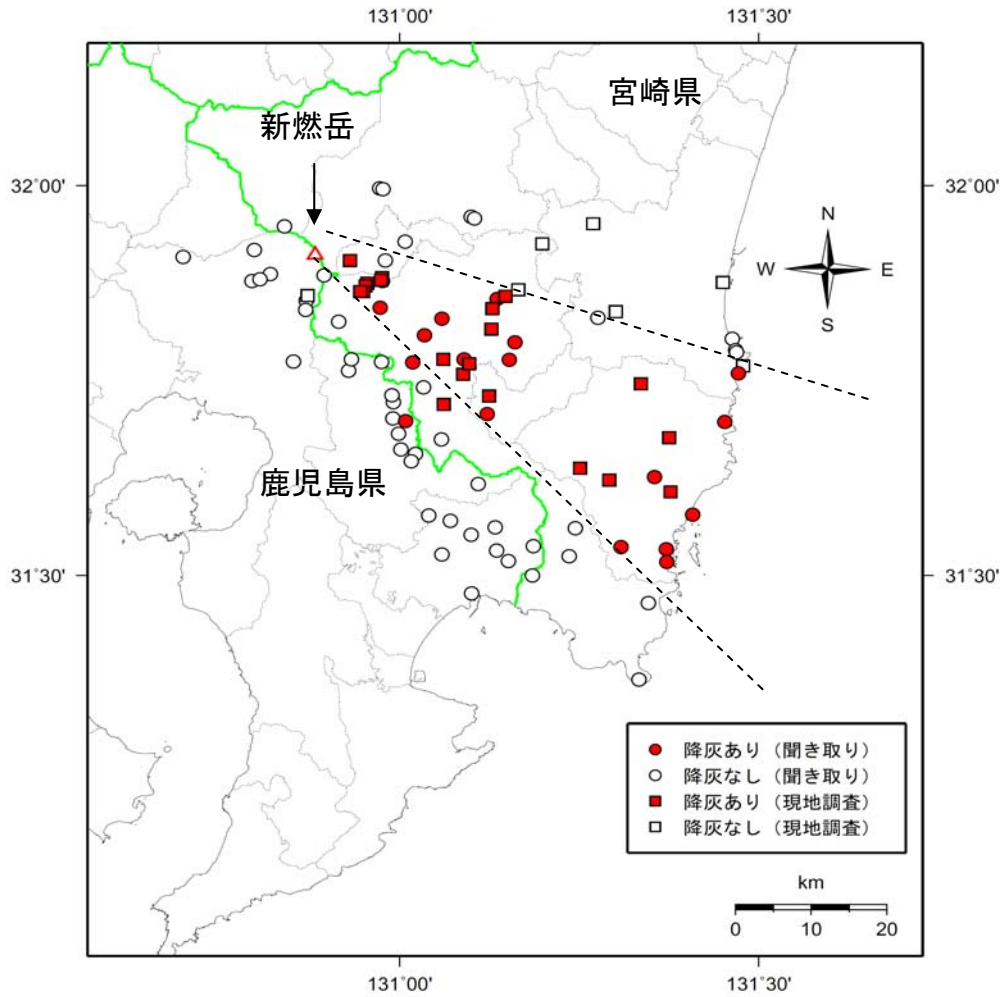 131°00'
131°30'
宮崎県
新燃岳
32°00'
32°00'
N
W
E
S
鹿児島県
31°30'
31°30'
降灰あり（聞き取り）
降灰なし（聞き取り）
降灰あり（現地調査）
降灰なし（現地調査）
km
0 10 20
131°00'
131°30'